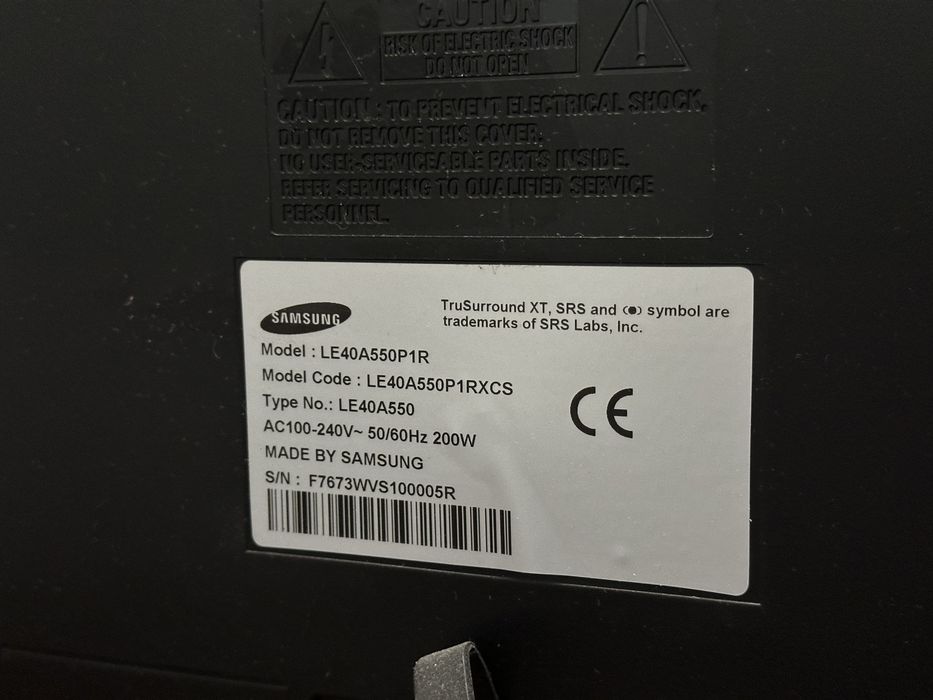 CAUTION
RISK OF ELECTRIC SHOCK
DO NOT OPEN
CAUTION : TO PREVENT ELECTRICAL SHOCK,
DO NOT REMOVE THIS COVER.
NO USER-SERVICEABLE PARTS INSIDE.
REFER SERVICING TO QUALIFIED SERVICE
PERSONNEL.
SAMSUNG
TruSurround XT, SRS and (●) symbol are
trademarks of SRS Labs, Inc.
Model : LE40A550P1R
Model Code : LE40A550P1RXCS
Type No.: LE40A550
AC100-240V~ 50/60Hz 200W
MADE BY SAMSUNG
S/N : F7673WVS100005R
CE